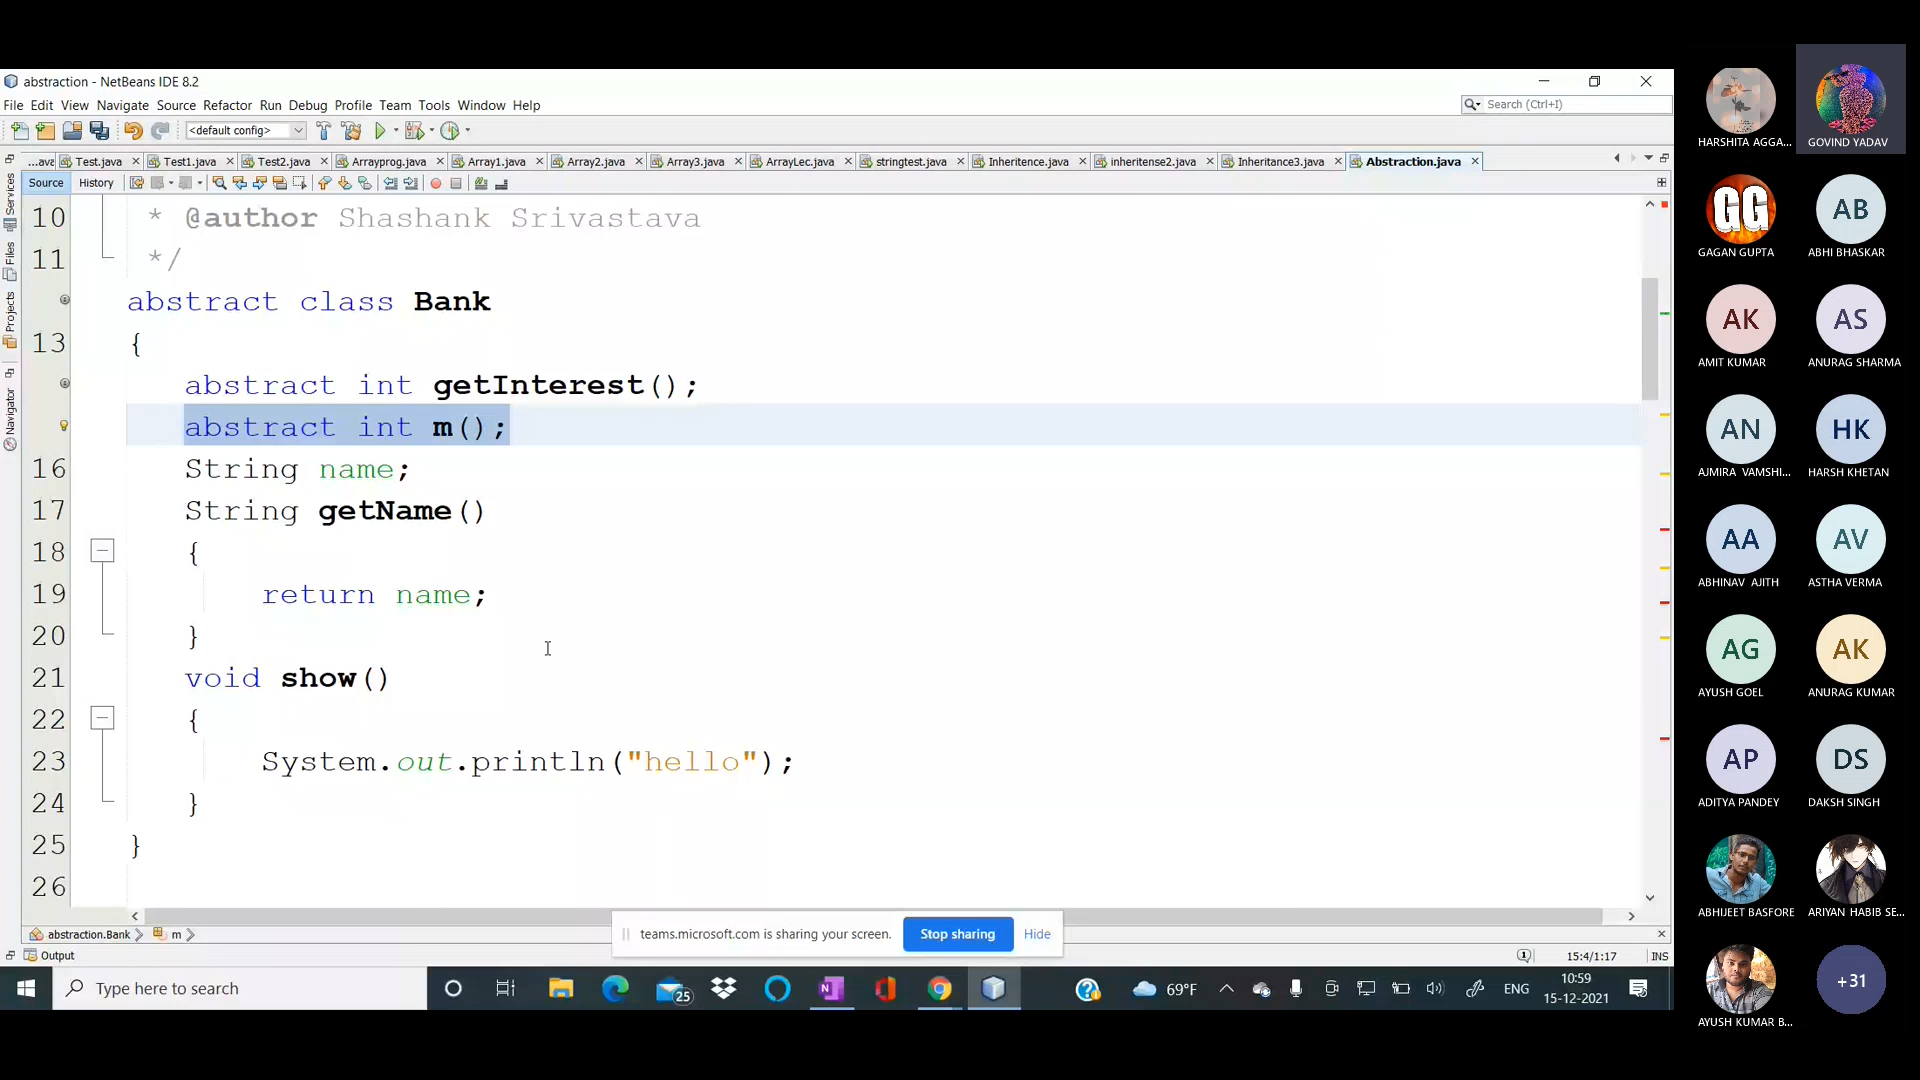 abstraction - NetBeans IDE 8.2
File Edit View Navigate Source Refactor Run Debug Profile Team Tools Window Help
Search (Ctrl+I)
<default config>
...ava Test.java Test1.java Test2.java Arrayprog.java Array1.java Array2.java Array3.java ArrayLec.java stringtest.java Inheritence.java inheritense2.java Inheritance3.java Abstraction.java
Source History
Services
Files
Projects
Navigator
10 * @author Shashank Srivastava
11 */
abstract class Bank
13 {
abstract int getInterest();
abstract int m();
16 String name;
17 String getName()
18 {
19 return name;
20 }
21 void show()
22 {
23 System.out.println("hello");
24 }
25 }
26
teams.microsoft.com is sharing your screen. Stop sharing Hide
abstraction.Bank m
Output
1 15:4/1:17 INS
Type here to search
25
69°F
ENG
10:59
15-12-2021
HARSHITA AGGA...
GOVIND YADAV
GG
GAGAN GUPTA
AB
ABHI BHASKAR
AK
AMIT KUMAR
AS
ANURAG SHARMA
AN
AJMIRA VAMSHI...
HK
HARSH KHETAN
AA
ABHINAV AJITH
AV
ASTHA VERMA
AG
AYUSH GOEL
AK
ANURAG KUMAR
AP
ADITYA PANDEY
DS
DAKSH SINGH
ABHIJEET BASFORE
ARIYAN HABIB SE...
AYUSH KUMAR B...
+31